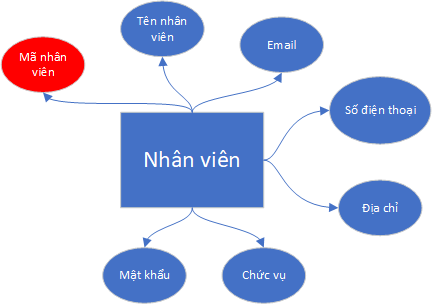 Tên nhân
viên
Email
Mã nhân
viên
Số điện thoại
Nhân viên
Địa chỉ
Mật khẩu
Chức vụ